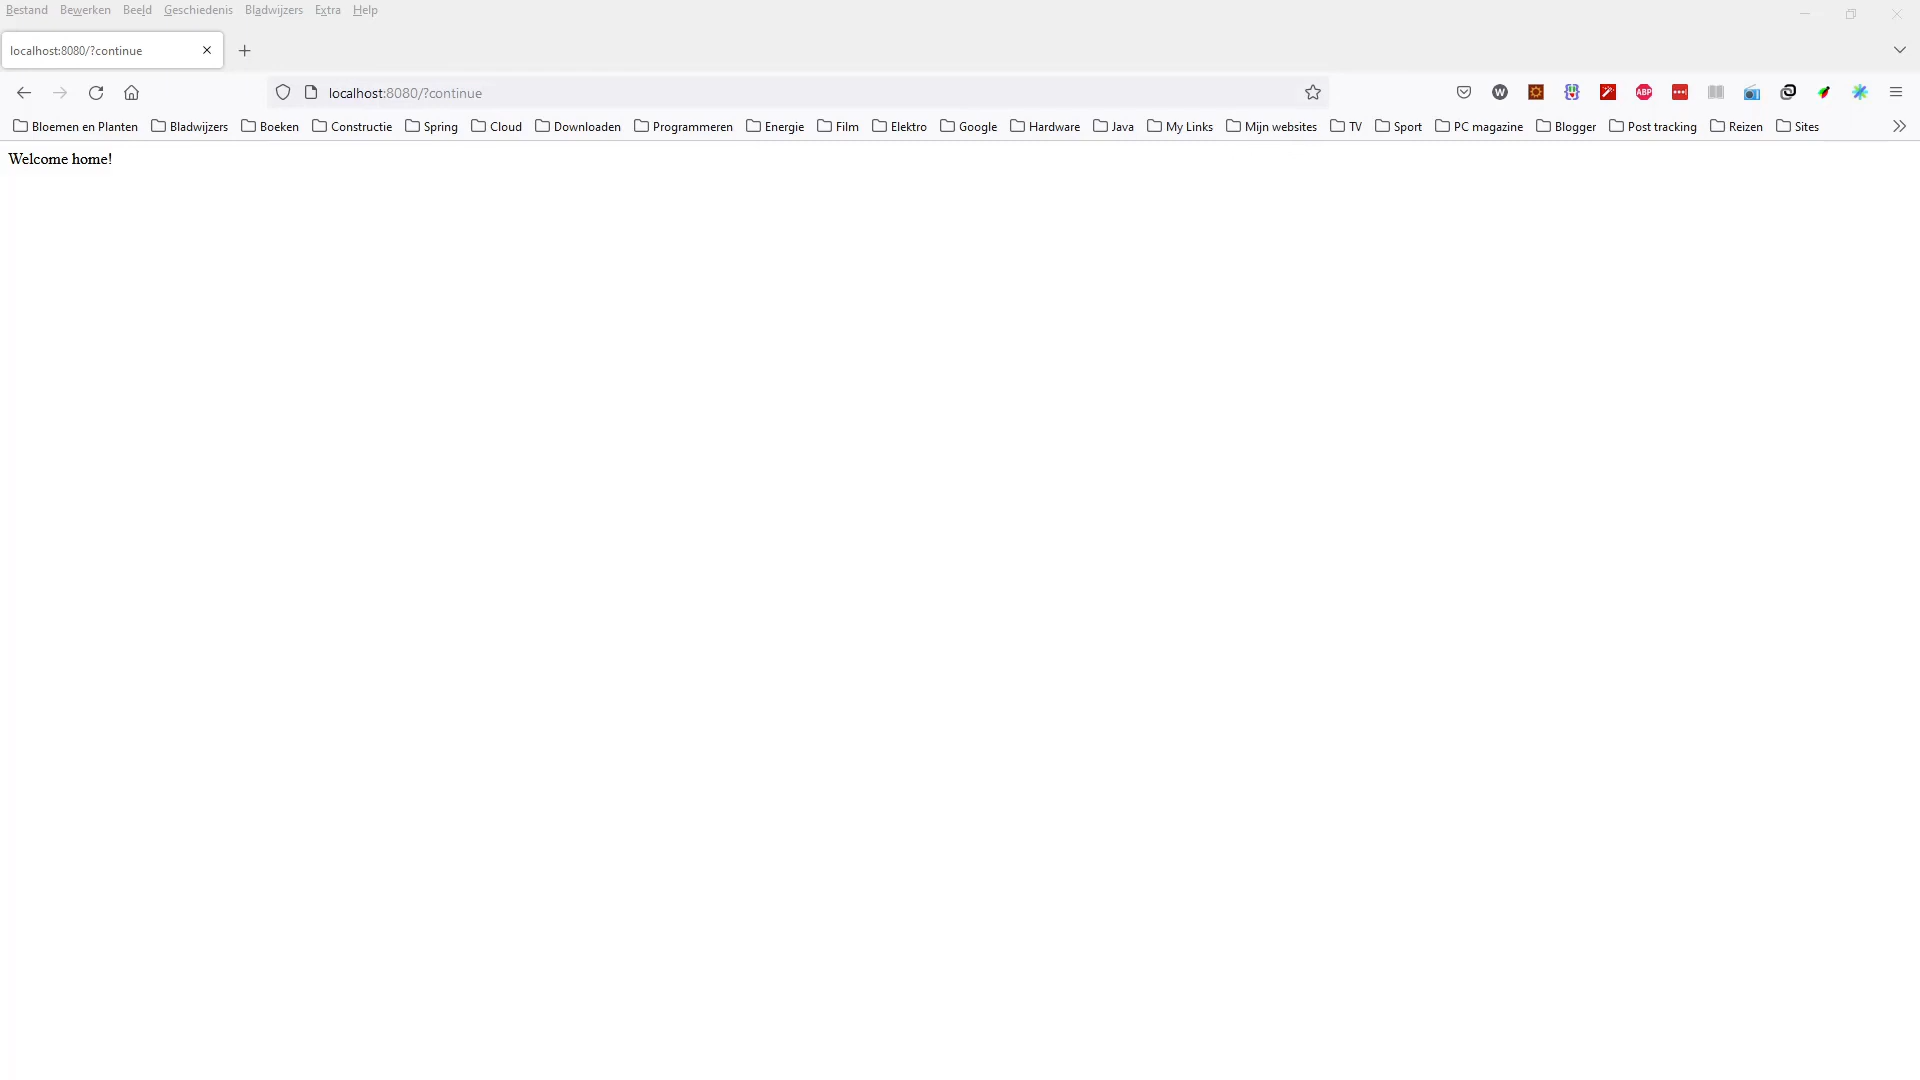 Bestand Bewerken Beeld Geschiedenis Bladwijzers Extra Help
localhost:8080/?continue
localhost:8080/?continue W ABP
Bloemen en Planten Bladwijzers Boeken Constructie Spring Cloud Downloaden Programmeren Energie Film Elektro Google Hardware Java My Links Mijn websites TV Sport PC magazine Blogger Post tracking Reizen Sites
Welcome home!